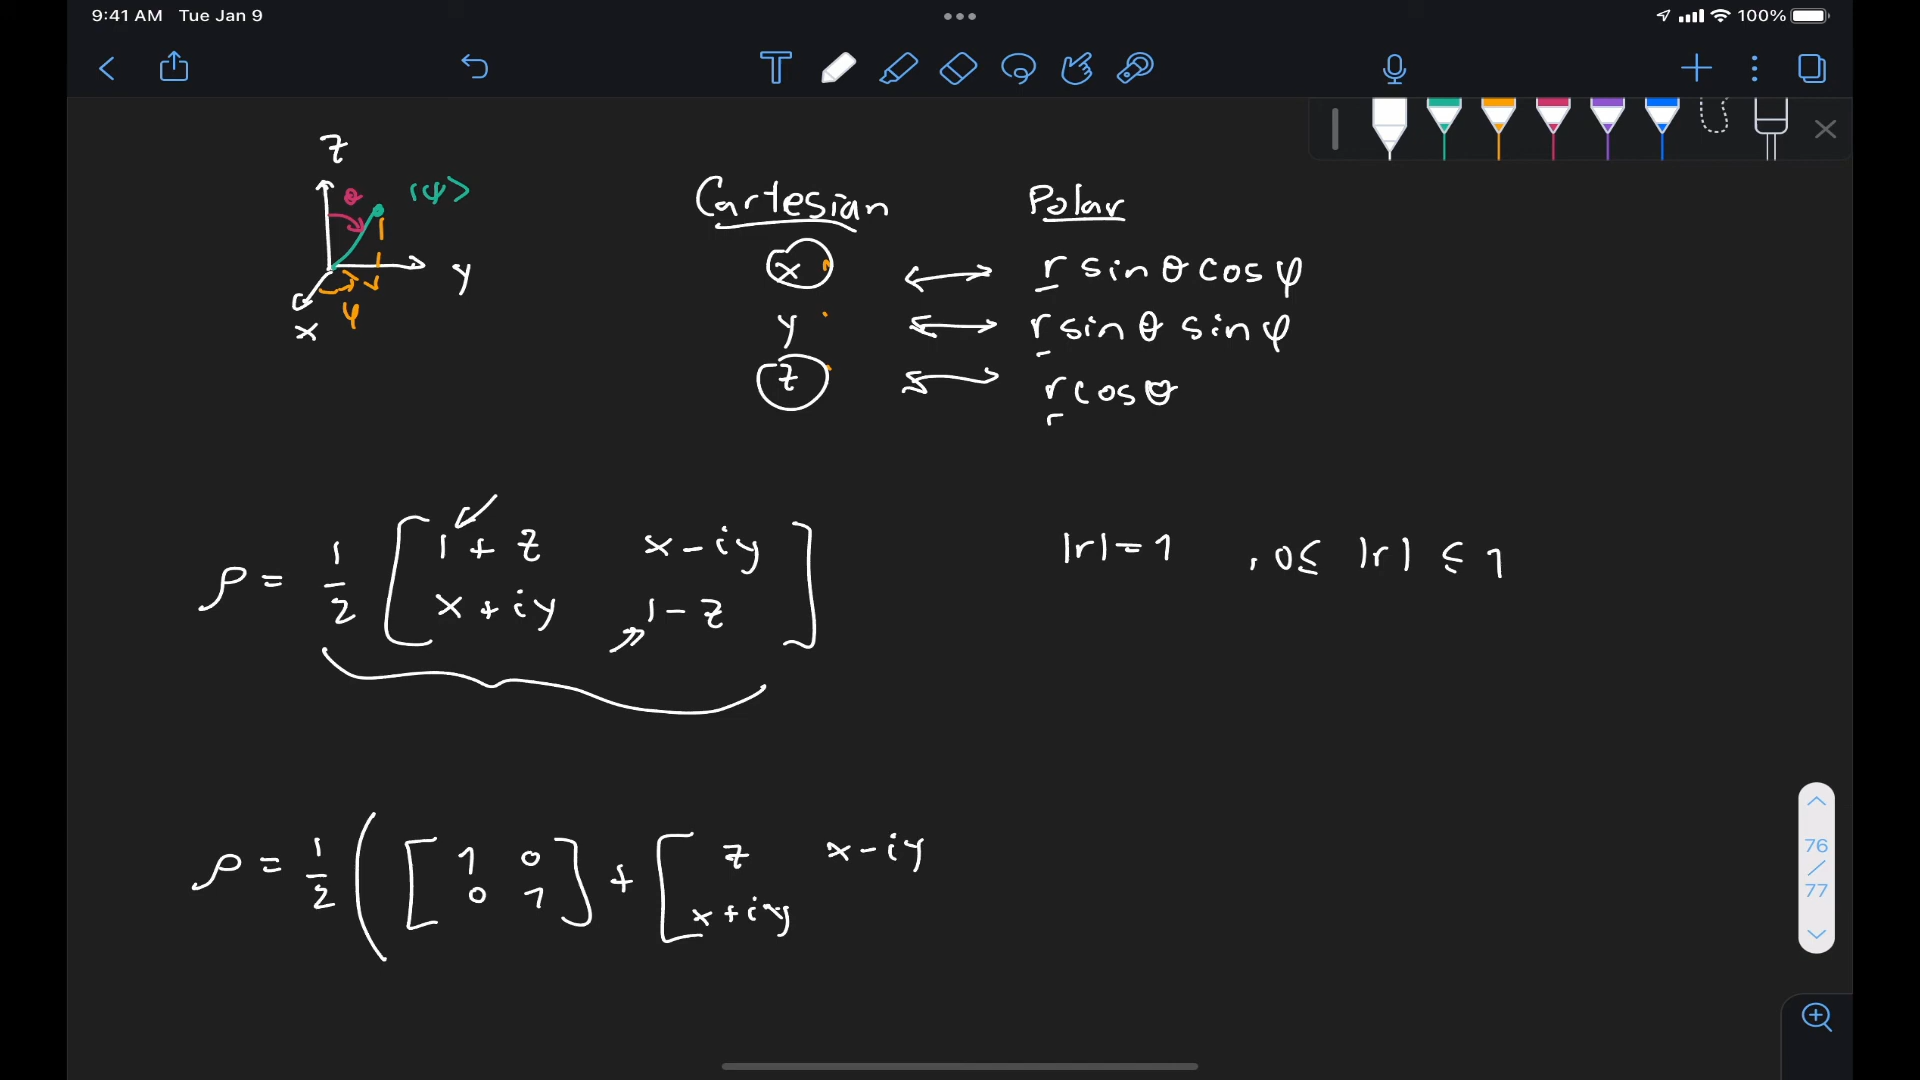 9:41 AM Tue Jan 9
100%
T
z
θ
|ψ>
y
x
φ
Cartesian Polar
x ↔ r sin θ cos φ
y ↔ r sin θ sin φ
z ↔ r cos θ
r
ρ = 1/2 [ 1 + z x - iy
x + iy 1 - z ]
|r| = 1 , 0 ≤ |r| ≤ 1
ρ = 1/2 ( [ 1 0
0 1 ] + [ z x - iy
x + iy
76
/
77